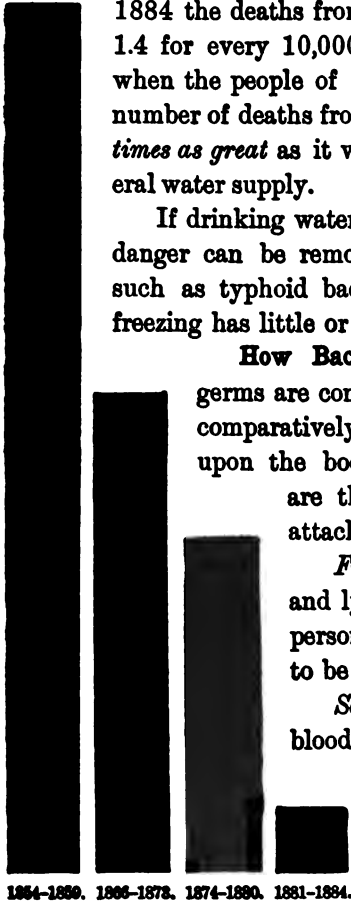 1884 the deaths from
1.4 for every 10,000
when the people of
number of deaths fro
times as great as it w
eral water supply.
If drinking water
danger can be remo
such as typhoid bac
freezing has little or
How Bac
germs are con
comparatively
upon the bo
are th
attacl
F
and ly
person
to be
Se
blood
1854-1859. 1866-1873. 1874-1880. 1881-1884.